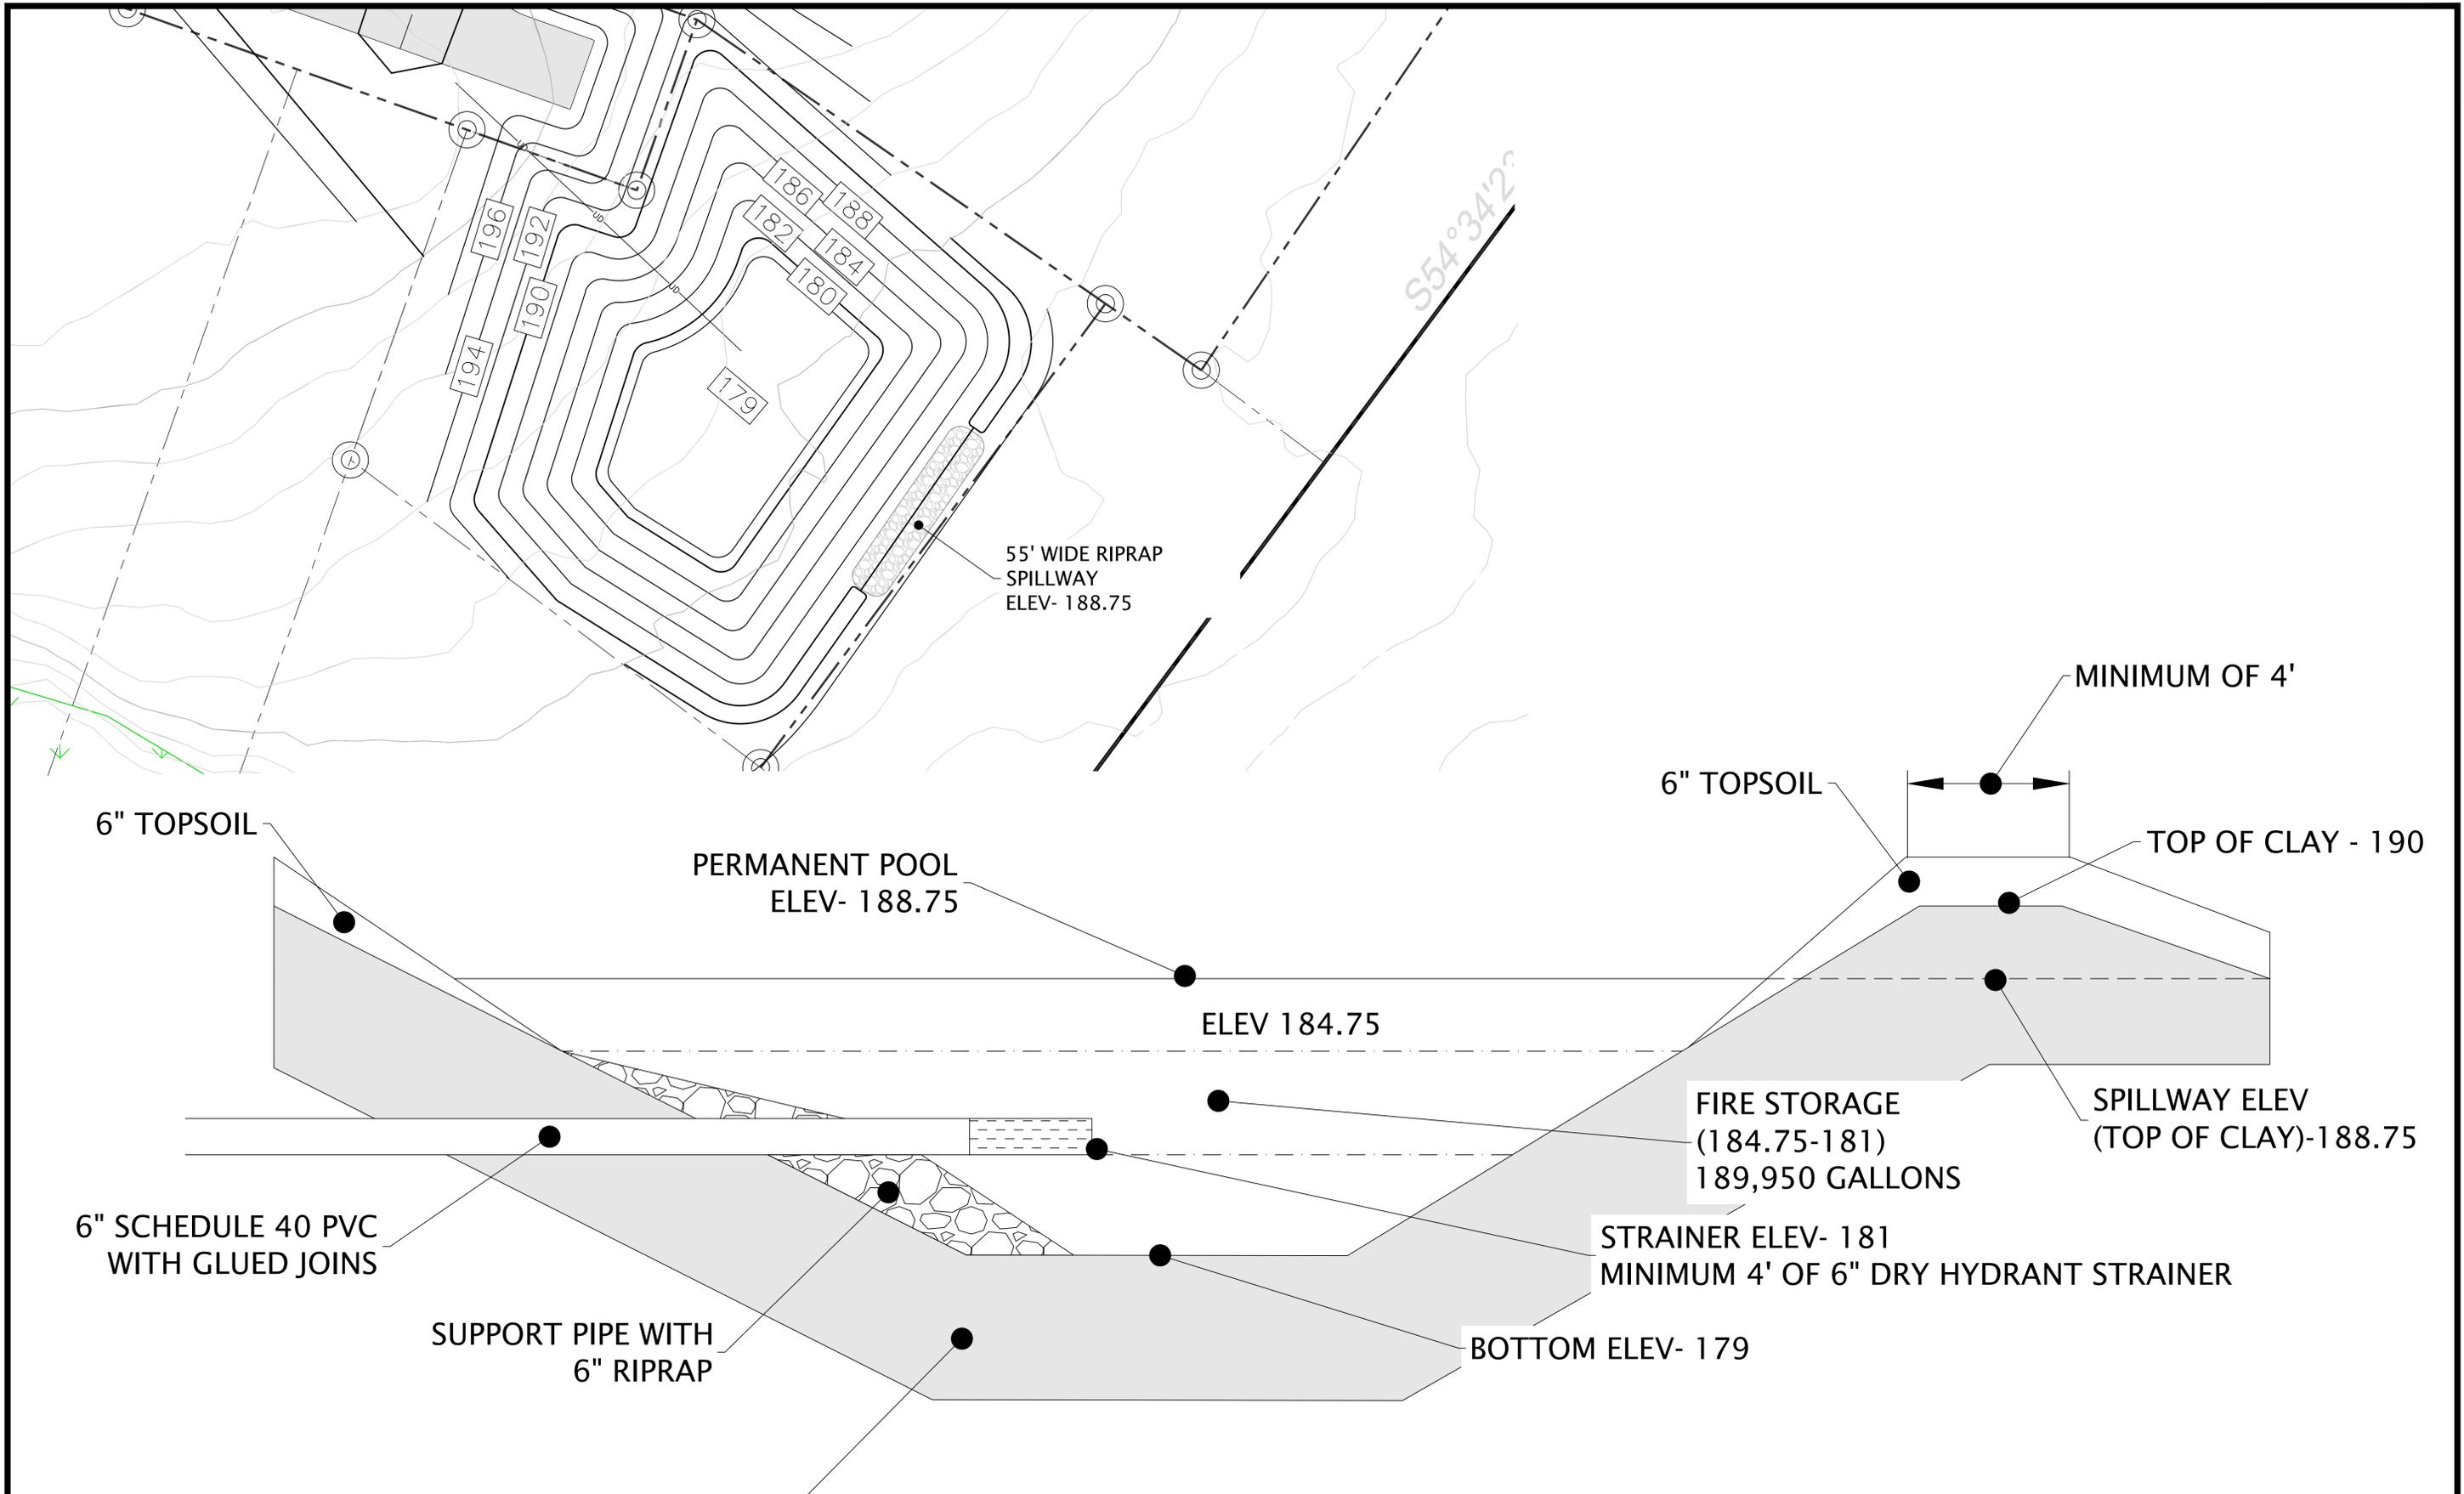 196
192
190
194
186
188
182
184
180
179
UD
UD
UD
S54°34'2
55' WIDE RIPRAP
SPILLWAY
ELEV- 188.75
MINIMUM OF 4'
6" TOPSOIL
6" TOPSOIL
TOP OF CLAY - 190
PERMANENT POOL
ELEV- 188.75
ELEV 184.75
FIRE STORAGE
(184.75-181)
189,950 GALLONS
SPILLWAY ELEV
(TOP OF CLAY)-188.75
6" SCHEDULE 40 PVC
WITH GLUED JOINS
STRAINER ELEV- 181
MINIMUM 4' OF 6" DRY HYDRANT STRAINER
SUPPORT PIPE WITH
6" RIPRAP
BOTTOM ELEV- 179